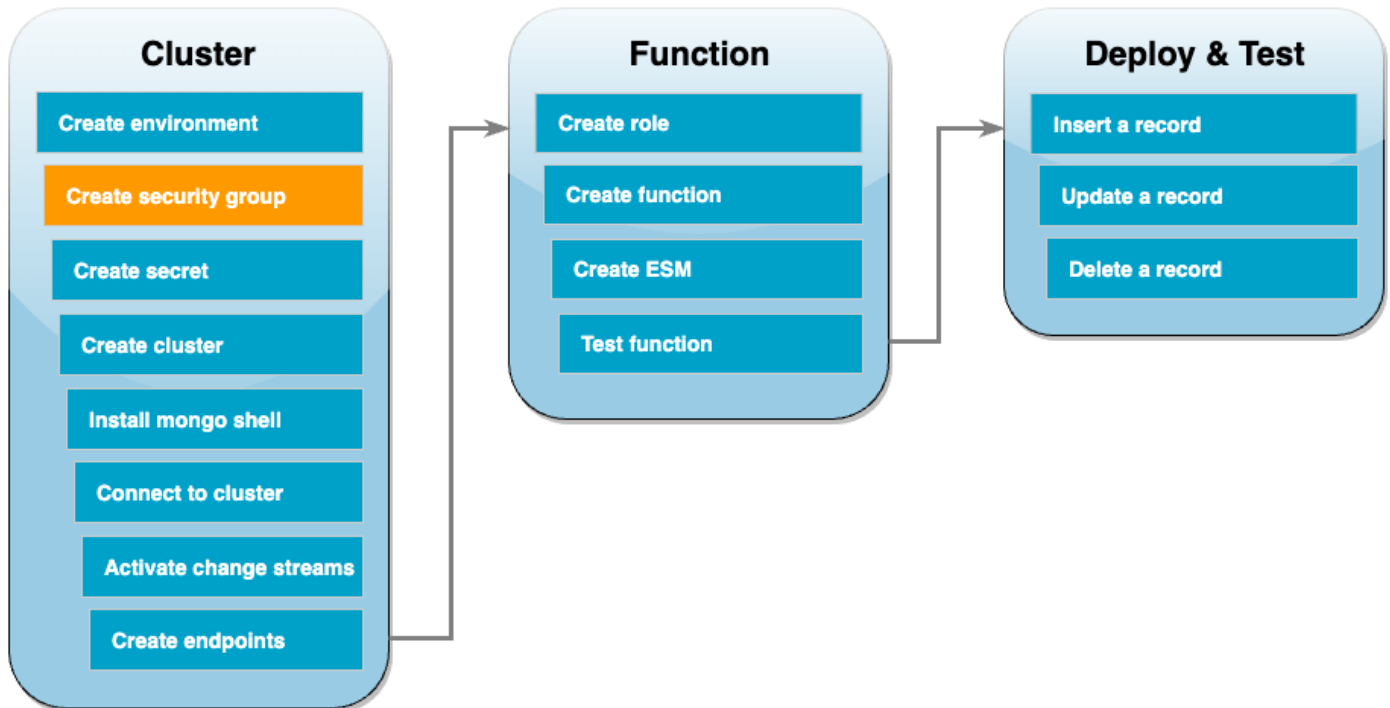 Cluster
Create environment
Create security group
Create secret
Create cluster
Install mongo shell
Connect to cluster
Activate change streams
Create endpoints
Function
Create role
Create function
Create ESM
Test function
Deploy & Test
Insert a record
Update a record
Delete a record